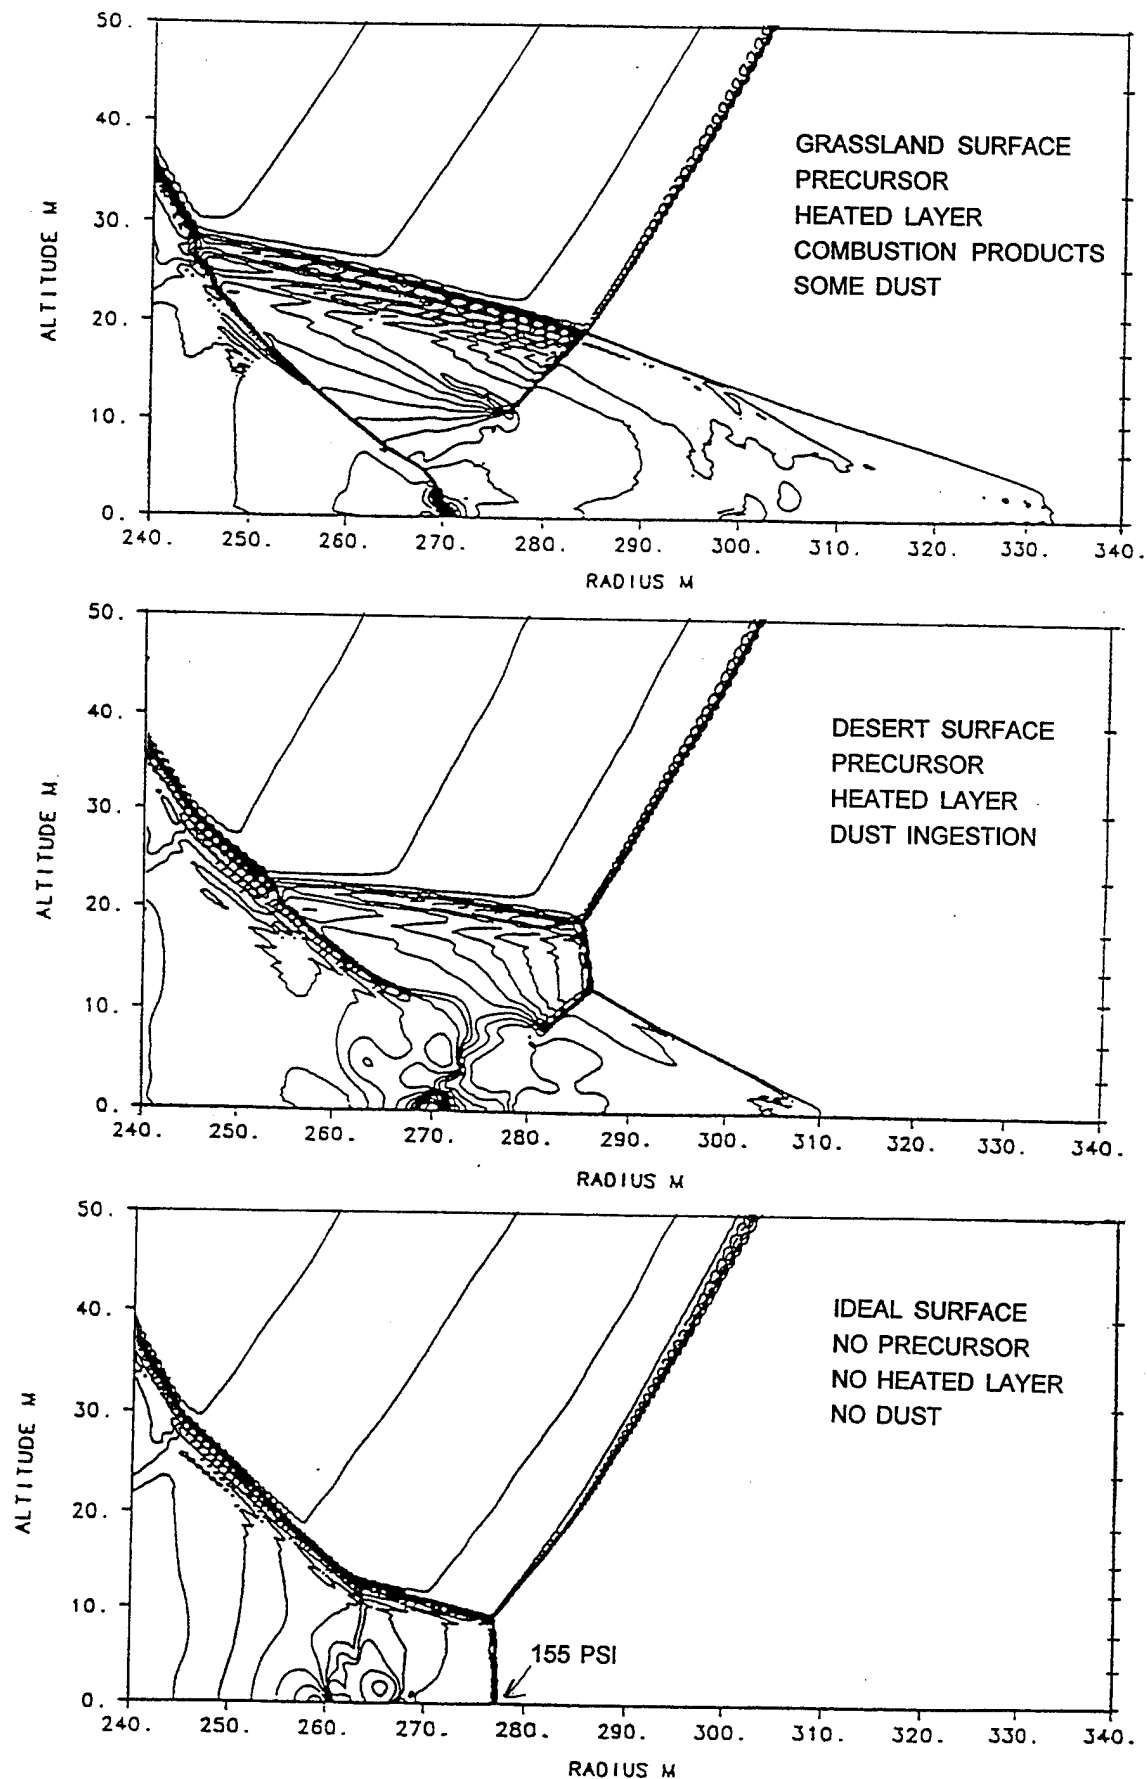 50.
40.
30.
20.
10.
0.
ALTITUDE M
GRASSLAND SURFACE
PRECURSOR
HEATED LAYER
COMBUSTION PRODUCTS
SOME DUST
240. 250. 260. 270. 280. 290. 300. 310. 320. 330. 340.
RADIUS M
50.
40.
30.
20.
10.
0.
ALTITUDE M
DESERT SURFACE
PRECURSOR
HEATED LAYER
DUST INGESTION
240. 250. 260. 270. 280. 290. 300. 310. 320. 330. 340.
RADIUS M
50.
40.
30.
20.
10.
0.
ALTITUDE M
IDEAL SURFACE
NO PRECURSOR
NO HEATED LAYER
NO DUST
155 PSI
240. 250. 260. 270. 280. 290. 300. 310. 320. 330. 340.
RADIUS M